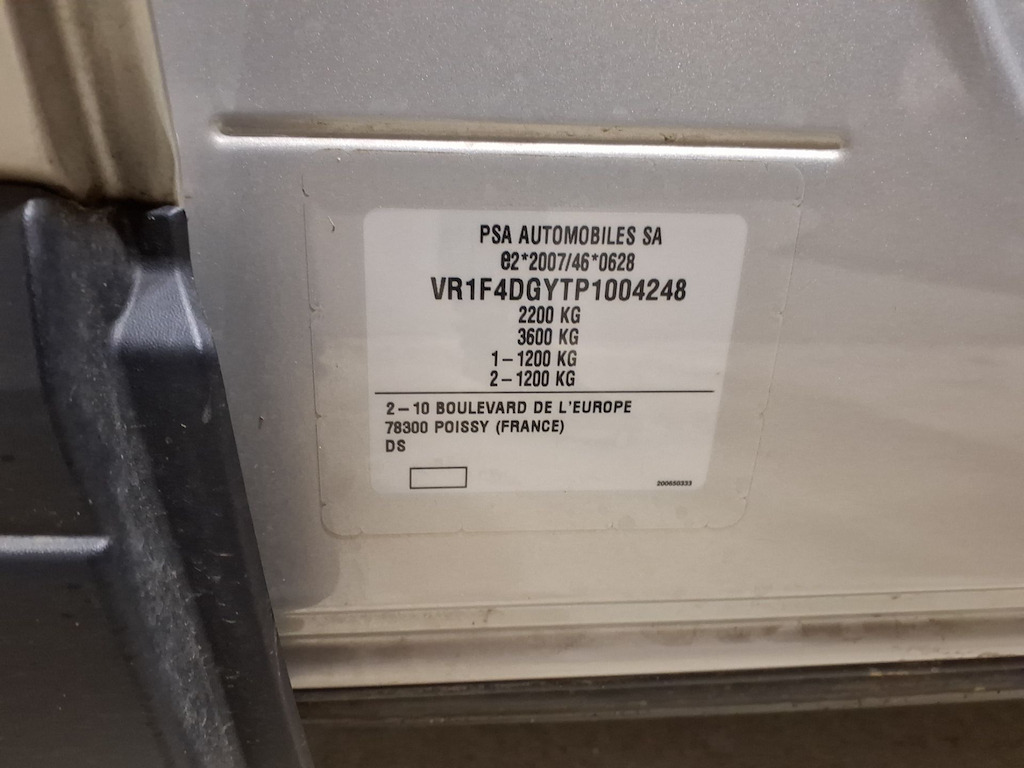 PSA AUTOMOBILES SA
e2*2007/46*0628
VR1F4DGYTP1004248
2200 KG
3600 KG
1-1200 KG
2-1200 KG
2-10 BOULEVARD DE L'EUROPE
78300 POISSY (FRANCE)
DS
200650333